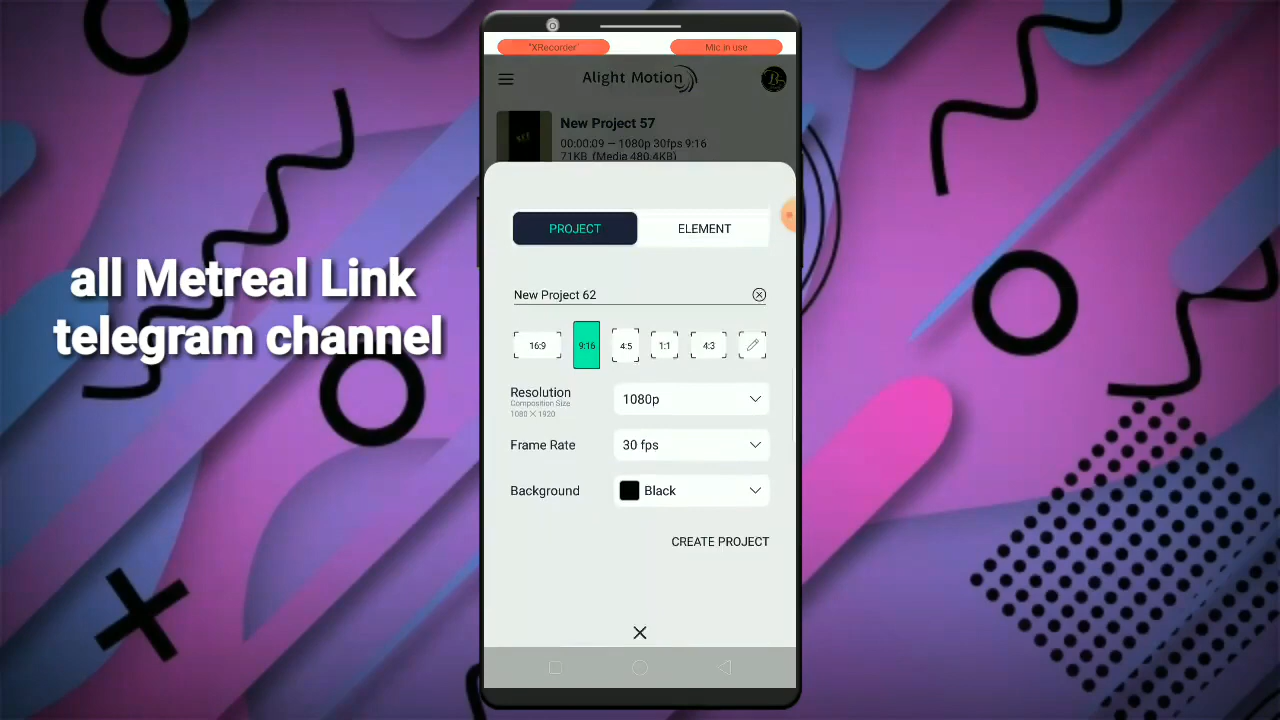 "XRecorder"
Mic in use
Alight Motion
New Project 57
00:00:09 — 1080p 30fps 9:16
71KB (Media 480.4KB)
PROJECT
ELEMENT
all Metreal Link
telegram channel
New Project 62
16:9
9:16
4:5
1:1
4:3
Resolution
Composition Size
1080 X 1920
1080p
Frame Rate
30 fps
Background
Black
CREATE PROJECT